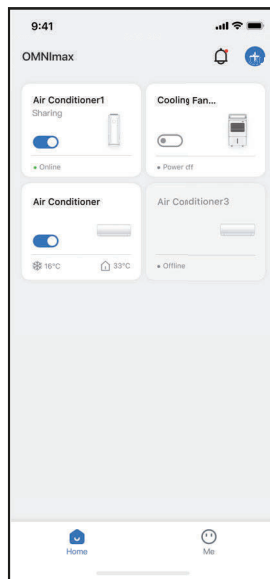 9:41
OMNImax
Air Conditioner1
Sharing
Online
Cooling Fan...
Power off
Air Conditioner
16°C
33°C
Air Conditioner3
Offline
Home
Me